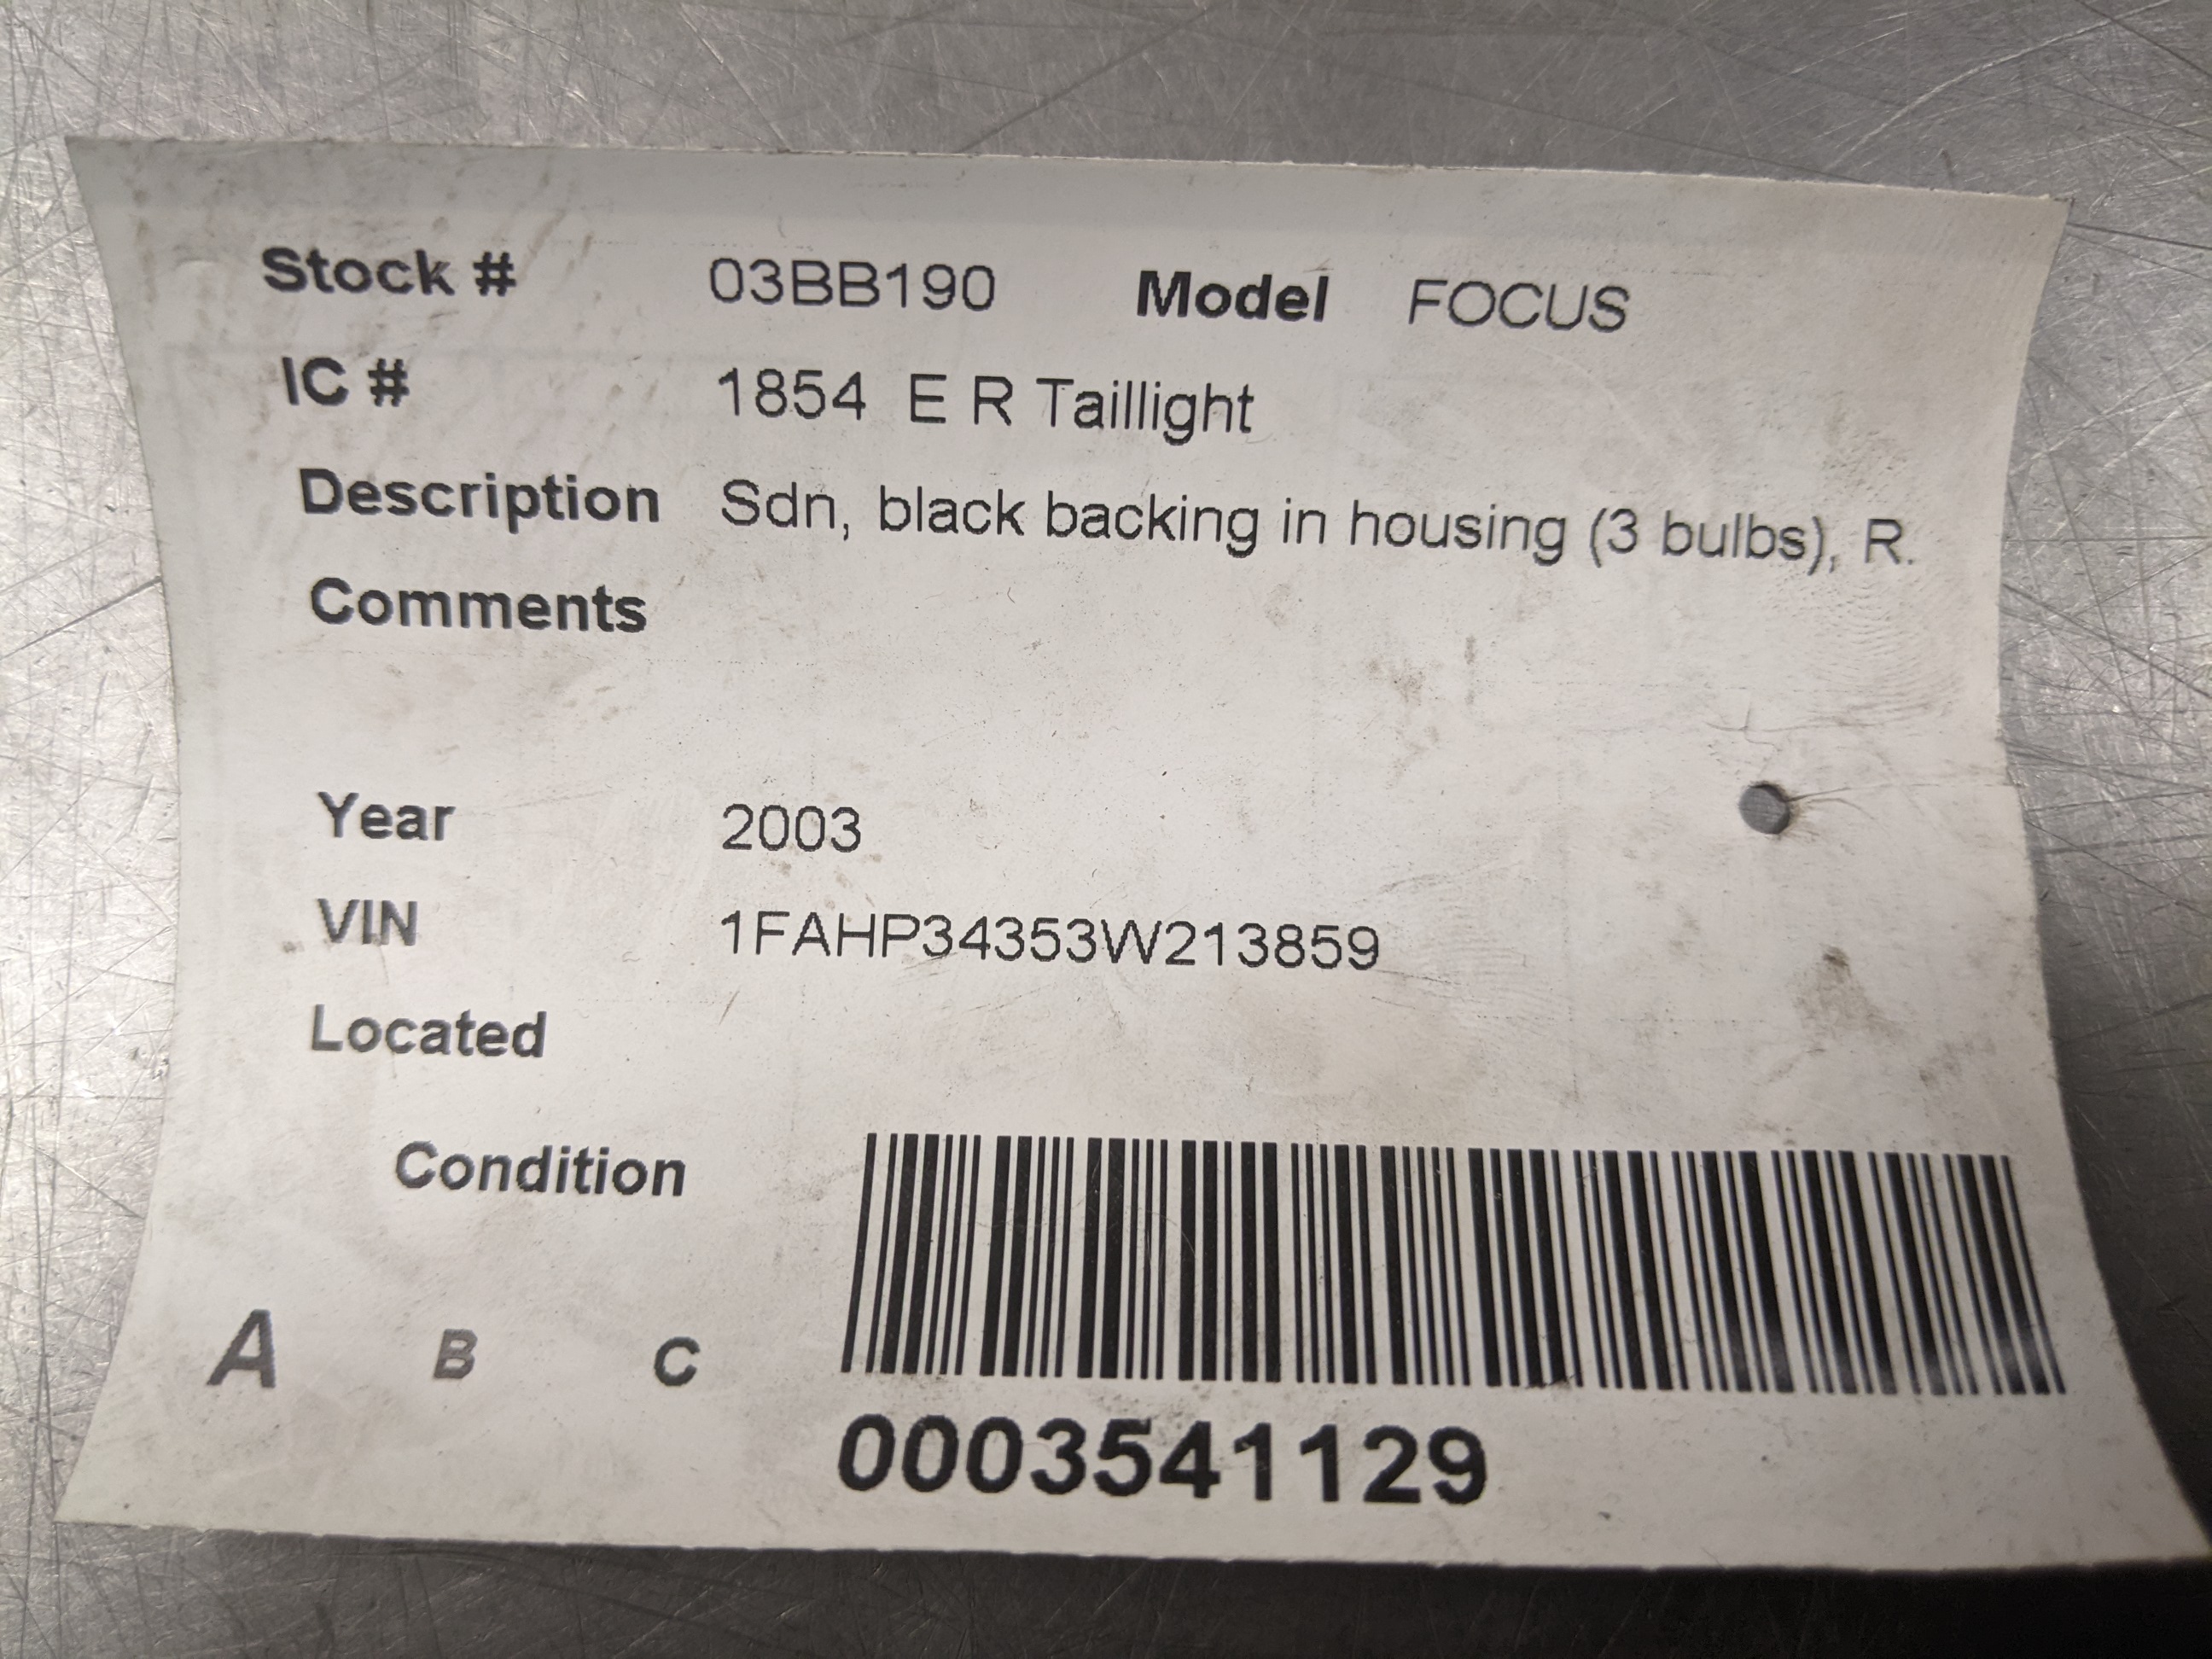 Stock # 03BB190 Model FOCUS
IC # 1854 E R Taillight
Description Sdn, black backing in housing (3 bulbs), R.
Comments
Year 2003
VIN 1FAHP34353W213859
Located
Condition
A B C
0003541129